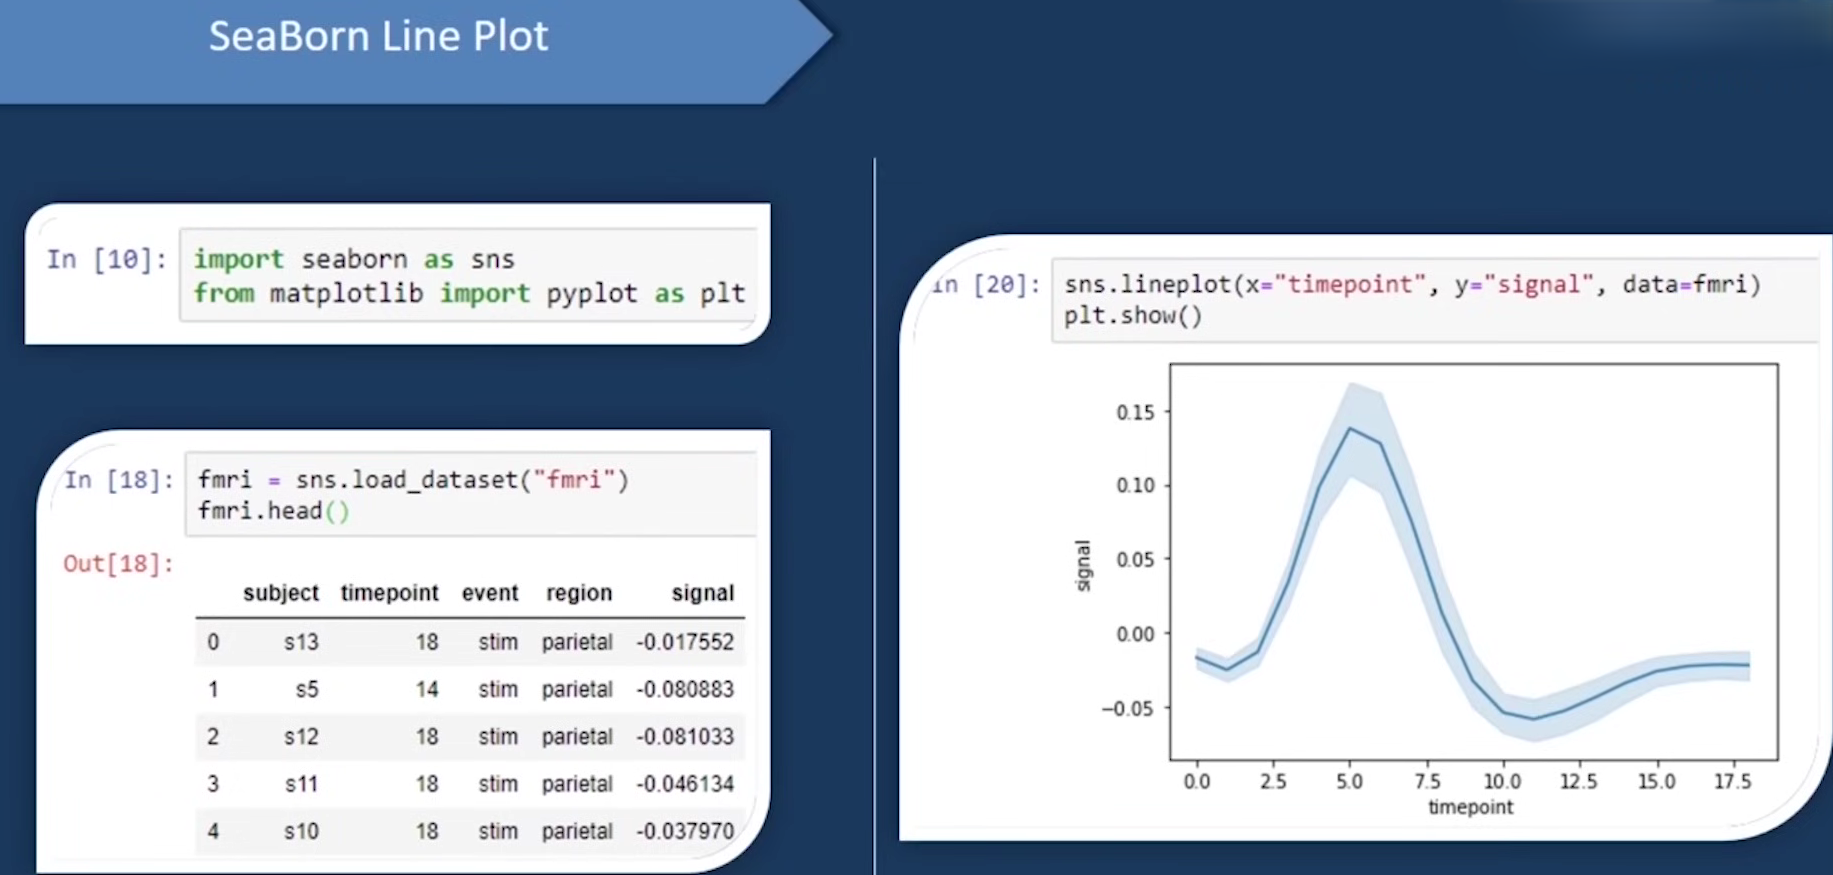 SeaBorn Line Plot
In [10]: import seaborn as sns
from matplotlib import pyplot as plt
In [18]: fmri = sns.load_dataset("fmri")
fmri.head()
Out[18]:
subject timepoint event region signal
0 s13 18 stim parietal -0.017552
1 s5 14 stim parietal -0.080883
2 s12 18 stim parietal -0.081033
3 s11 18 stim parietal -0.046134
4 s10 18 stim parietal -0.037970
In [20]: sns.lineplot(x="timepoint", y="signal", data=fmri)
plt.show()
0.15
0.10
0.05
0.00
−0.05
signal
0.0 2.5 5.0 7.5 10.0 12.5 15.0 17.5
timepoint